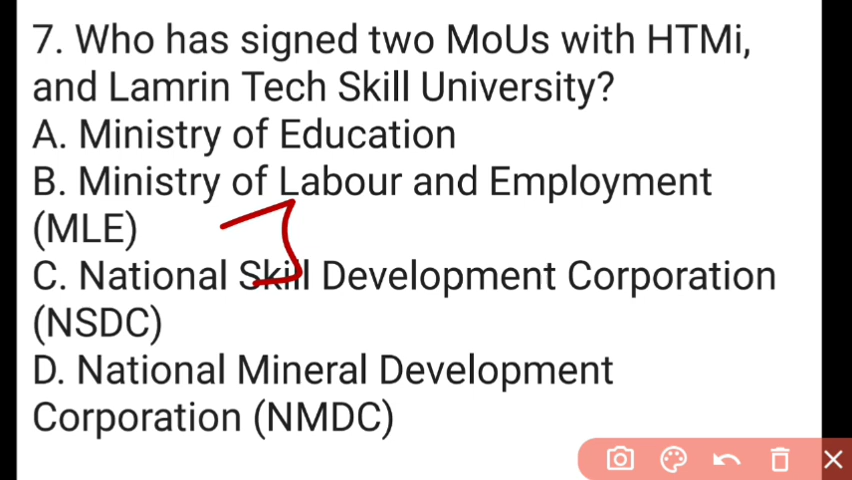 7. Who has signed two MoUs with HTMi,
and Lamrin Tech Skill University?
A. Ministry of Education
B. Ministry of Labour and Employment
(MLE)
C. National Skill Development Corporation
(NSDC)
D. National Mineral Development
Corporation (NMDC)